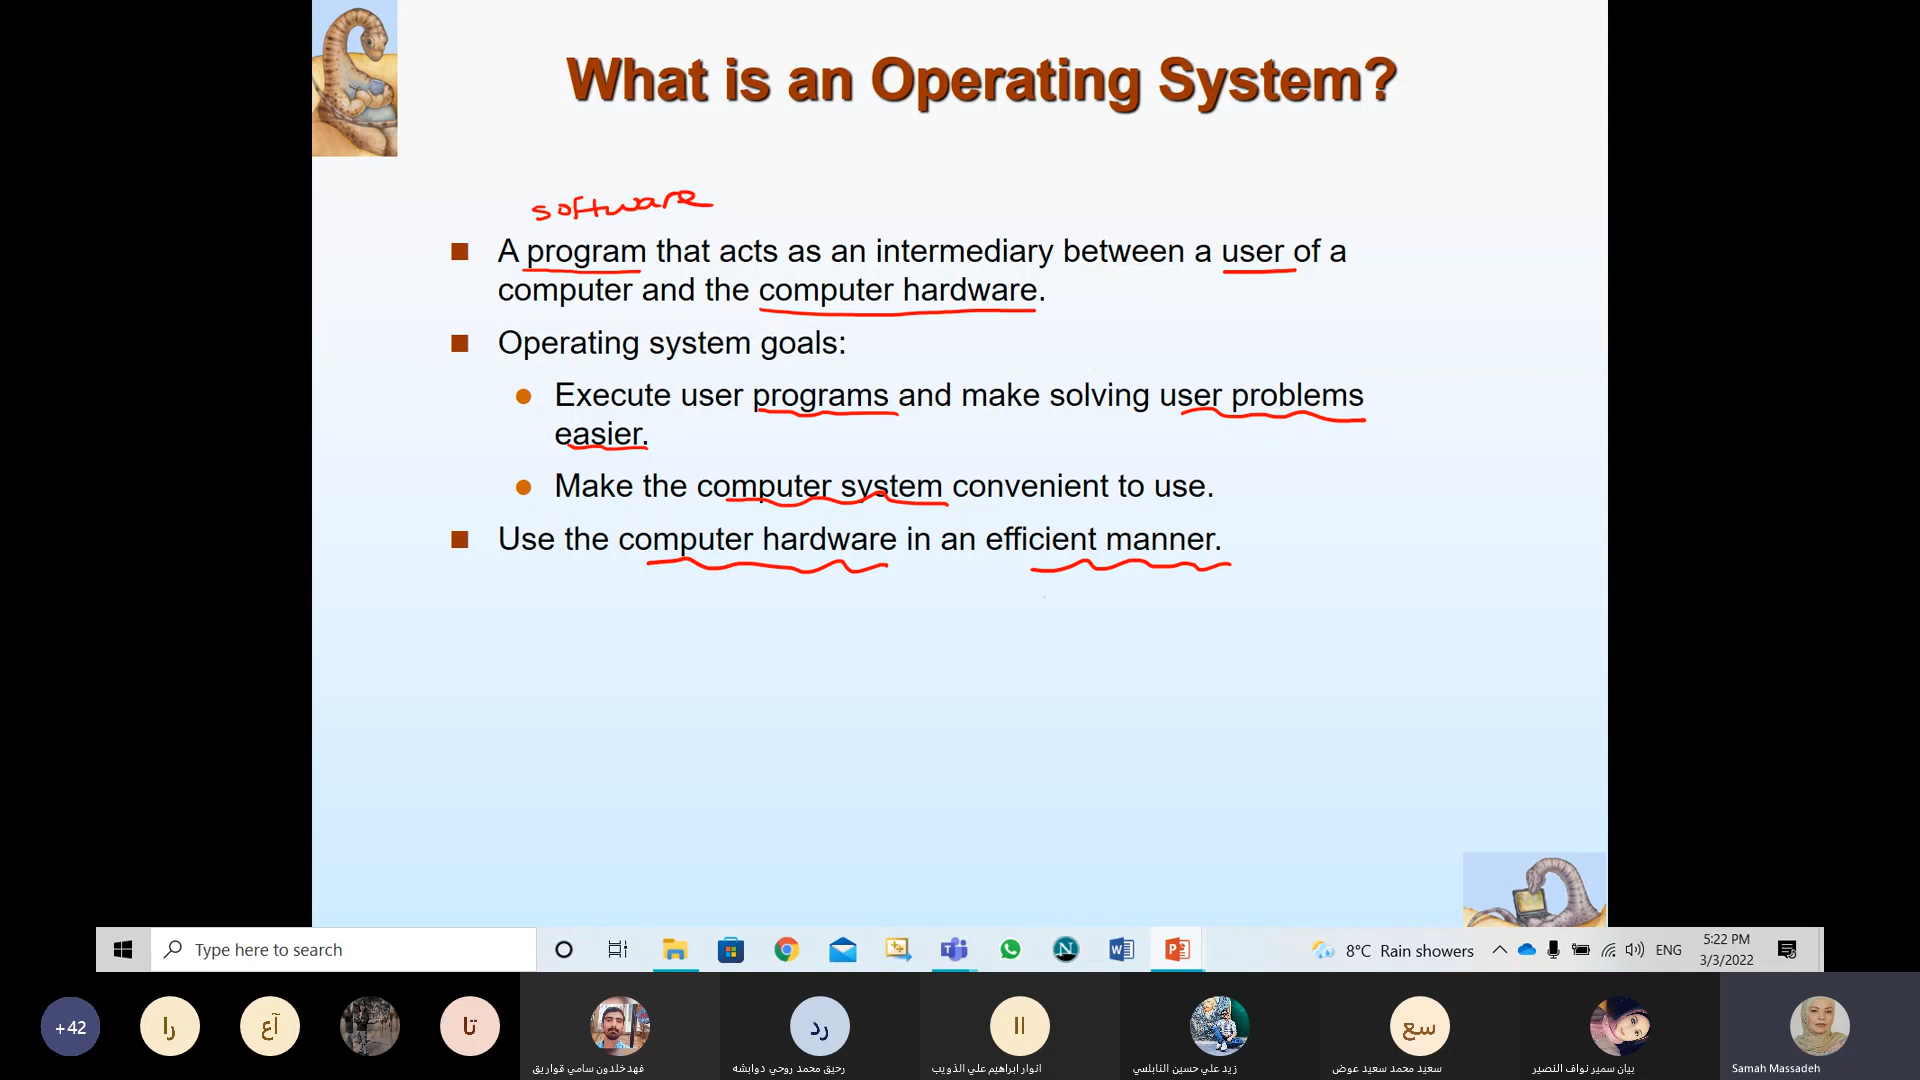 What is an Operating System?
software
A program that acts as an intermediary between a user of a
computer and the computer hardware.
Operating system goals:
Execute user programs and make solving user problems
easier.
Make the computer system convenient to use.
Use the computer hardware in an efficient manner.
Type here to search
8°C Rain showers
ENG
5:22 PM
3/3/2022
+42
را
آع
تا
رد
اا
سع
فهد خلدون سامي قواريق
رحيق محمد روحي دوابشه
انوار ابراهيم علي الذويب
زيد علي حسين النابلسي
سعيد محمد سعيد عوض
بيان سمير نواف النصير
Samah Massadeh